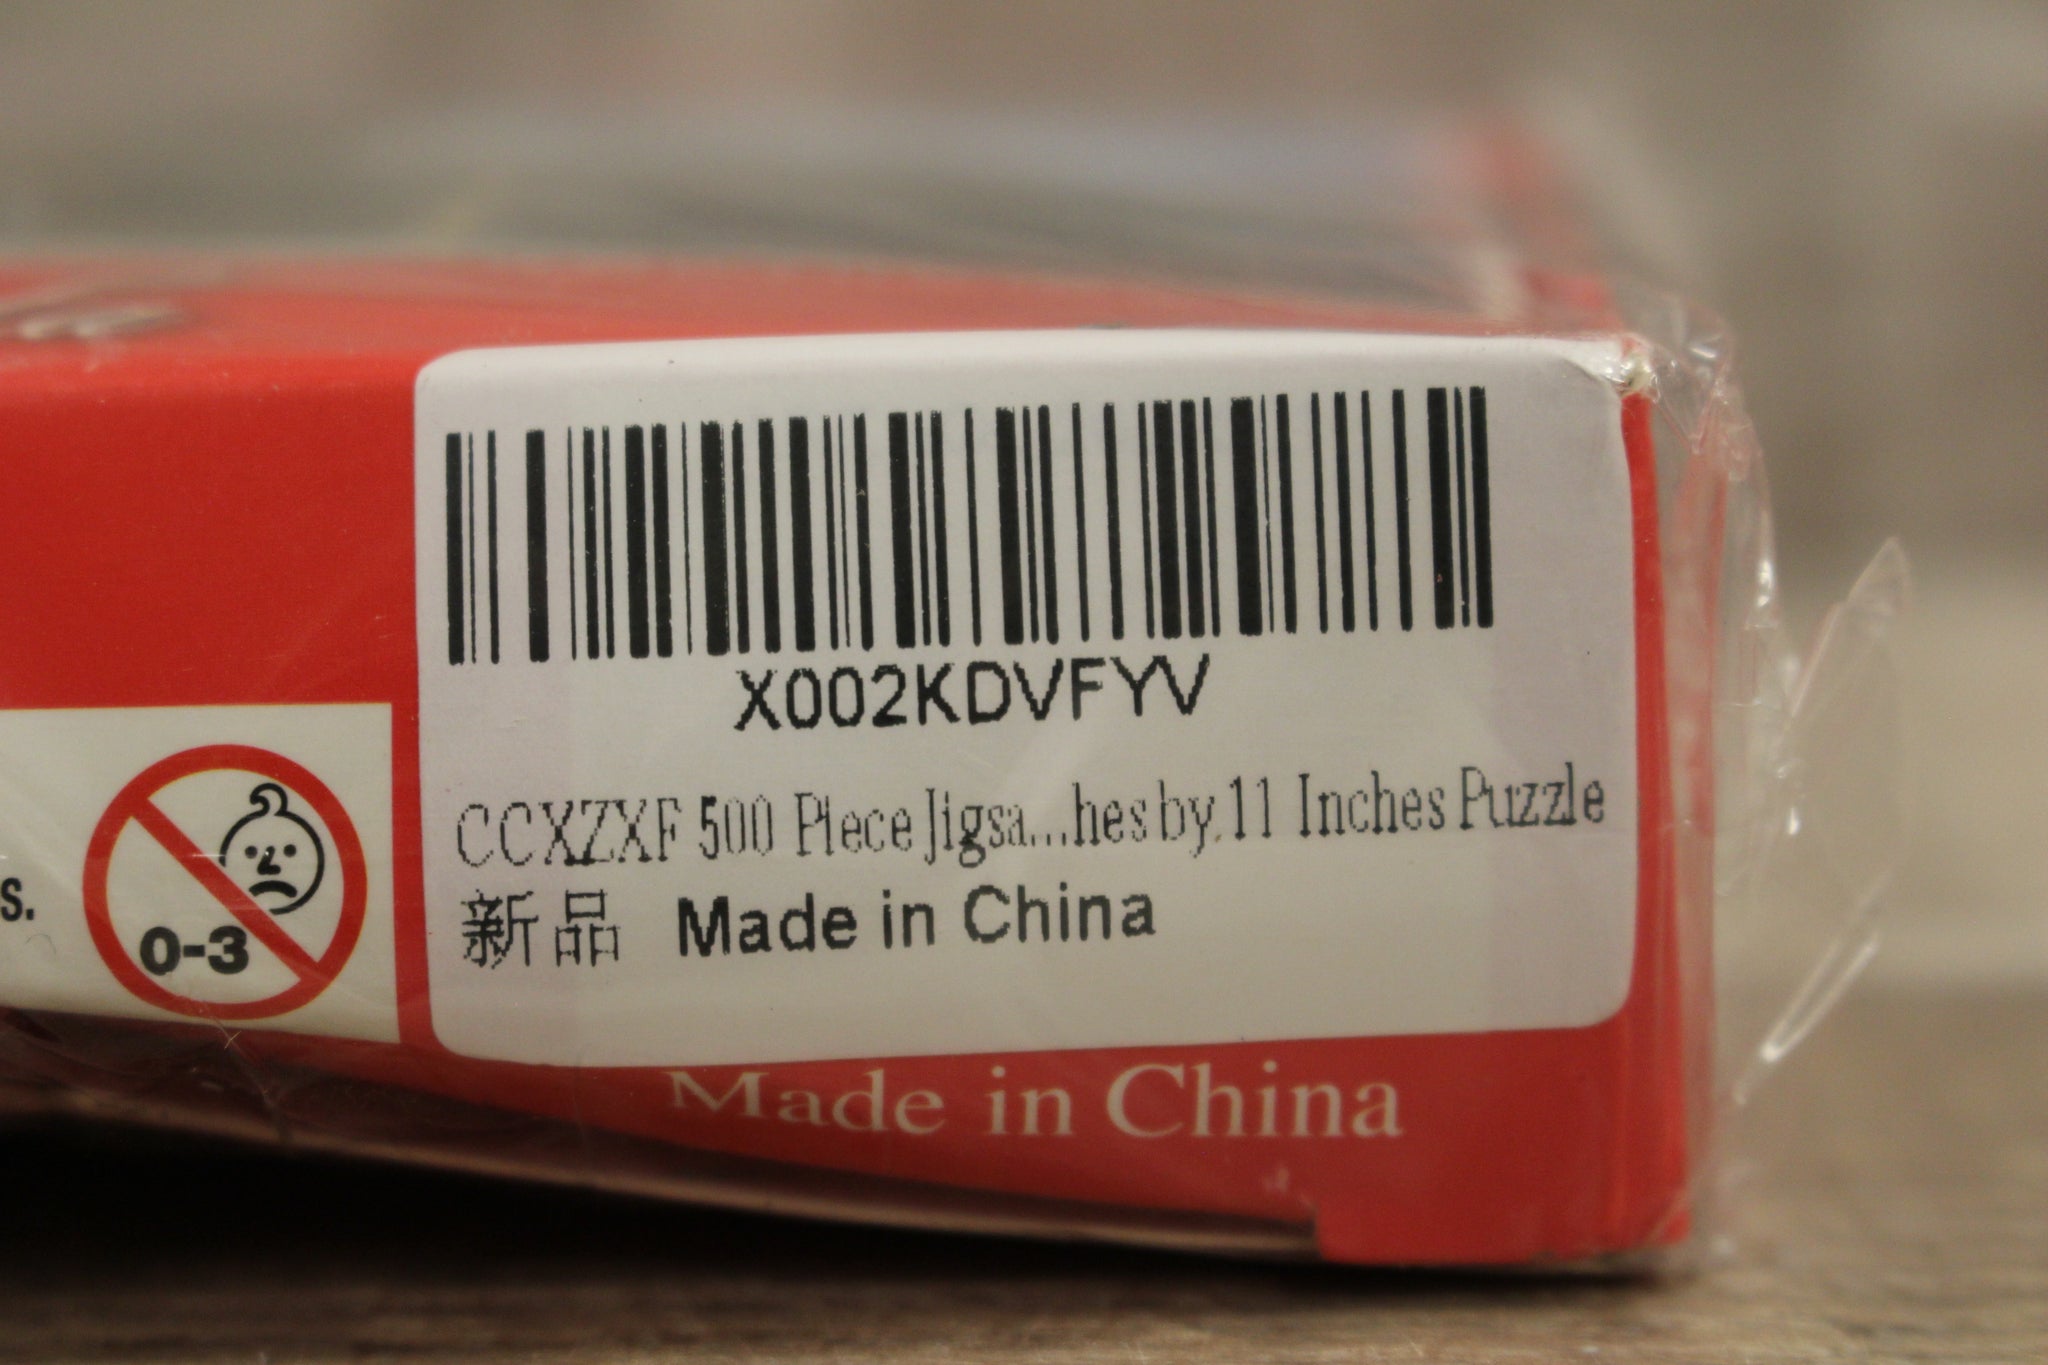 X002KDVFYV
CCXZXF 500 Piece Jigsa...hes by 11 Inches Puzzle
新品 Made in China
s.
0-3
Made in China